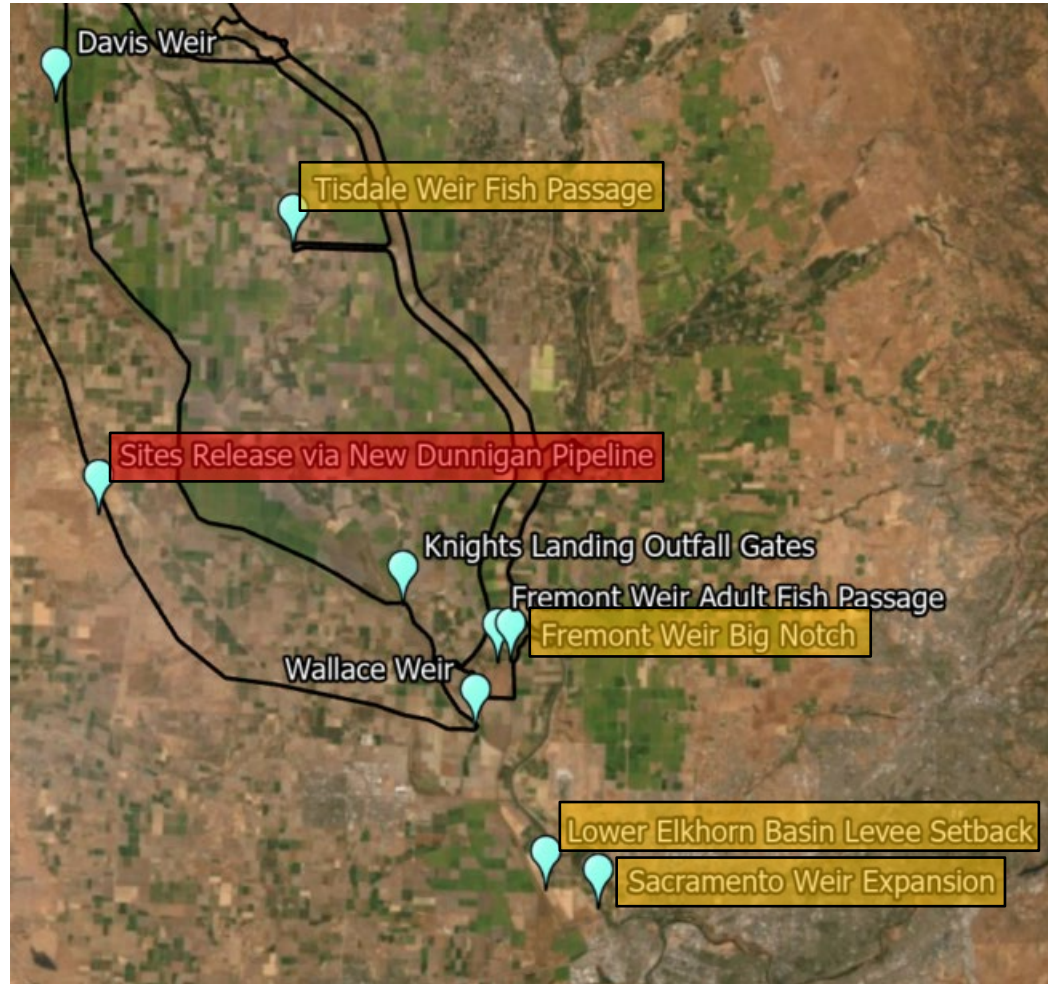 Davis Weir
Tisdale Weir Fish Passage
Sites Release via New Dunnigan Pipeline
Knights Landing Outfall Gates
Fremont Weir Adult Fish Passage
Fremont Weir Big Notch
Wallace Weir
Lower Elkhorn Basin Levee Setback
Sacramento Weir Expansion